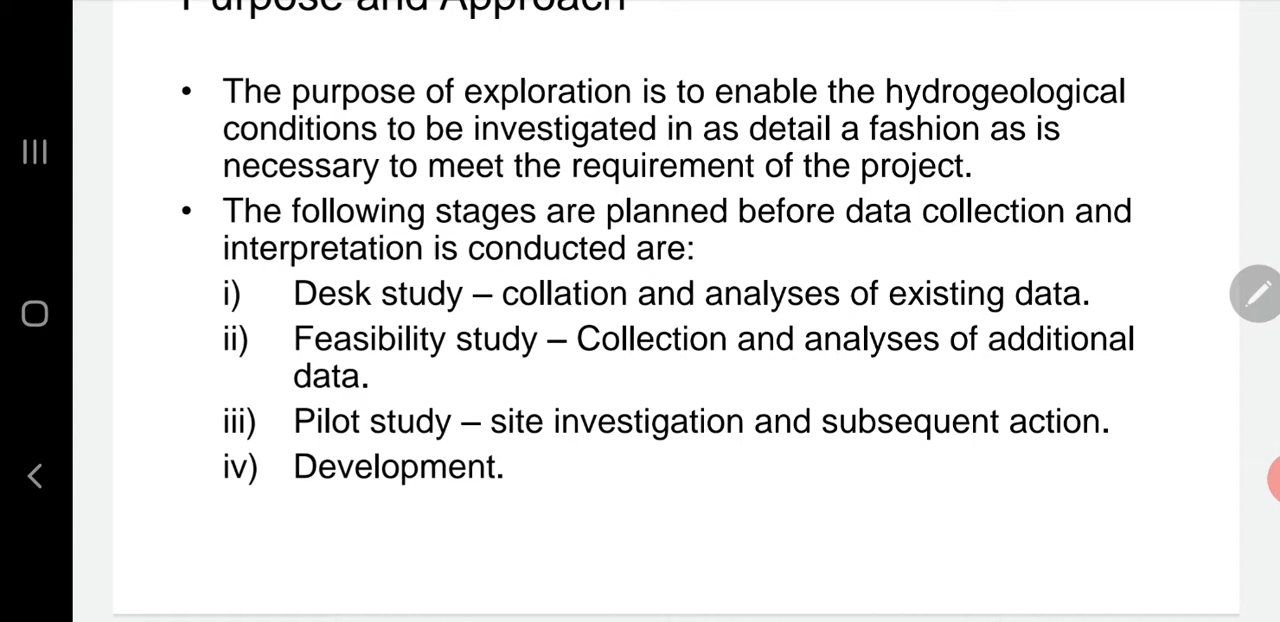 Purpose and Approach
• The purpose of exploration is to enable the hydrogeological
conditions to be investigated in as detail a fashion as is
necessary to meet the requirement of the project.
• The following stages are planned before data collection and
interpretation is conducted are:
i) Desk study – collation and analyses of existing data.
ii) Feasibility study – Collection and analyses of additional
data.
iii) Pilot study – site investigation and subsequent action.
iv) Development.